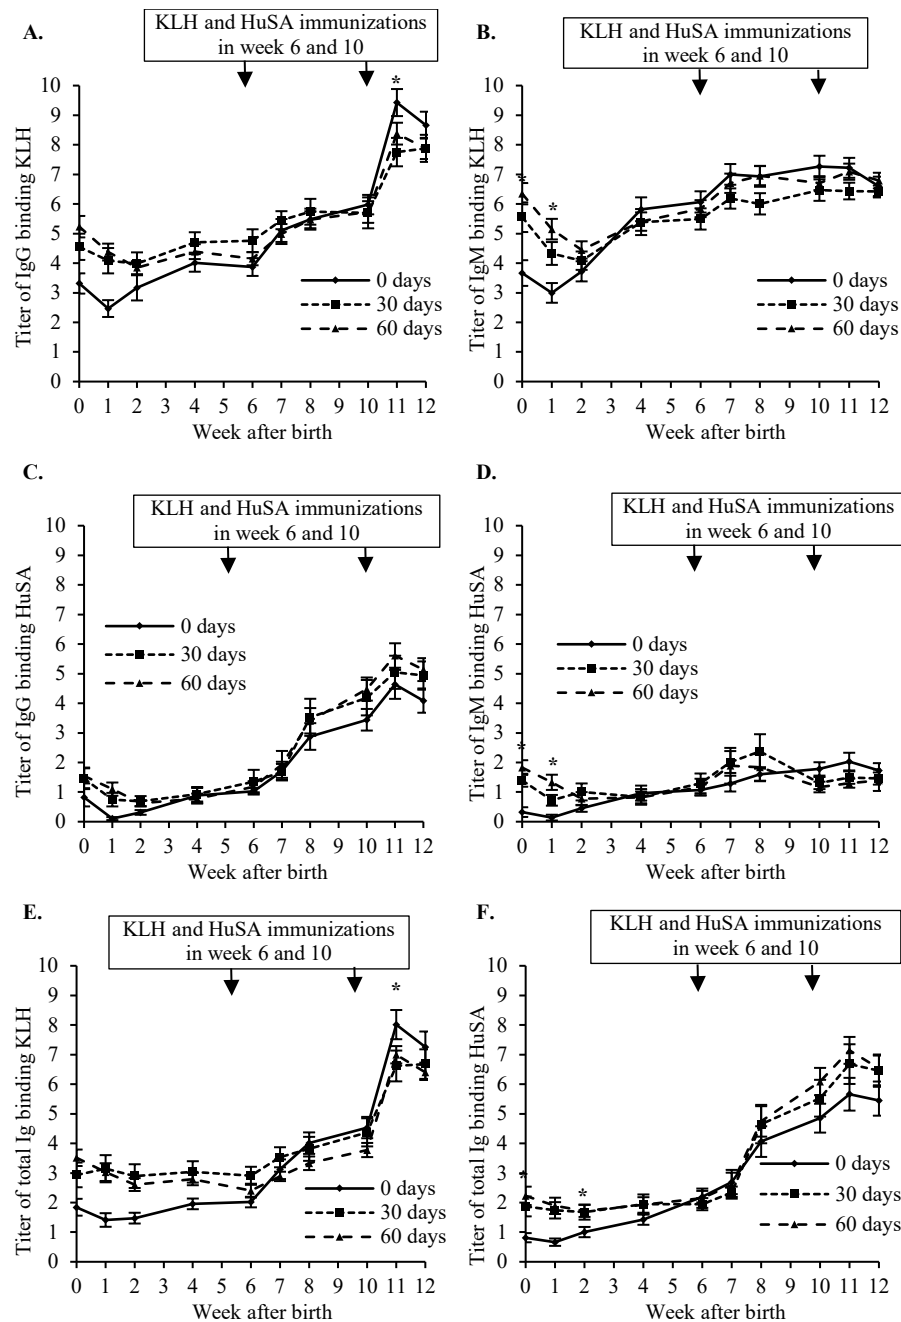 A.
KLH and HuSA immunizations
in week 6 and 10
*
Titer of IgG binding KLH
10
9
8
7
6
5
4
3
2
1
0
0 days
30 days
60 days
0 1 2 3 4 5 6 7 8 9 10 11 12
Week after birth
B.
KLH and HuSA immunizations
in week 6 and 10
*
*
Titer of IgM binding KLH
10
9
8
7
6
5
4
3
2
1
0
0 days
30 days
60 days
0 1 2 3 4 5 6 7 8 9 10 11 12
Week after birth
C.
KLH and HuSA immunizations
in week 6 and 10
Titer of IgG binding HuSA
10
9
8
7
6
5
4
3
2
1
0
0 days
30 days
60 days
0 1 2 3 4 5 6 7 8 9 10 11 12
Week after birth
D.
KLH and HuSA immunizations
in week 6 and 10
Titer of IgM binding HuSA
10
9
8
7
6
5
4
3
2
1
0
0 days
30 days
60 days
*
*
0 1 2 3 4 5 6 7 8 9 10 11 12
Week after birth
E.
KLH and HuSA immunizations
in week 6 and 10
*
Titer of total Ig binding KLH
10
9
8
7
6
5
4
3
2
1
0
0 days
30 days
60 days
0 1 2 3 4 5 6 7 8 9 10 11 12
Week after birth
F.
KLH and HuSA immunizations
in week 6 and 10
Titer of total Ig binding HuSA
10
9
8
7
6
5
4
3
2
1
0
*
*
0 days
30 days
60 days
0 1 2 3 4 5 6 7 8 9 10 11 12
Week after birth